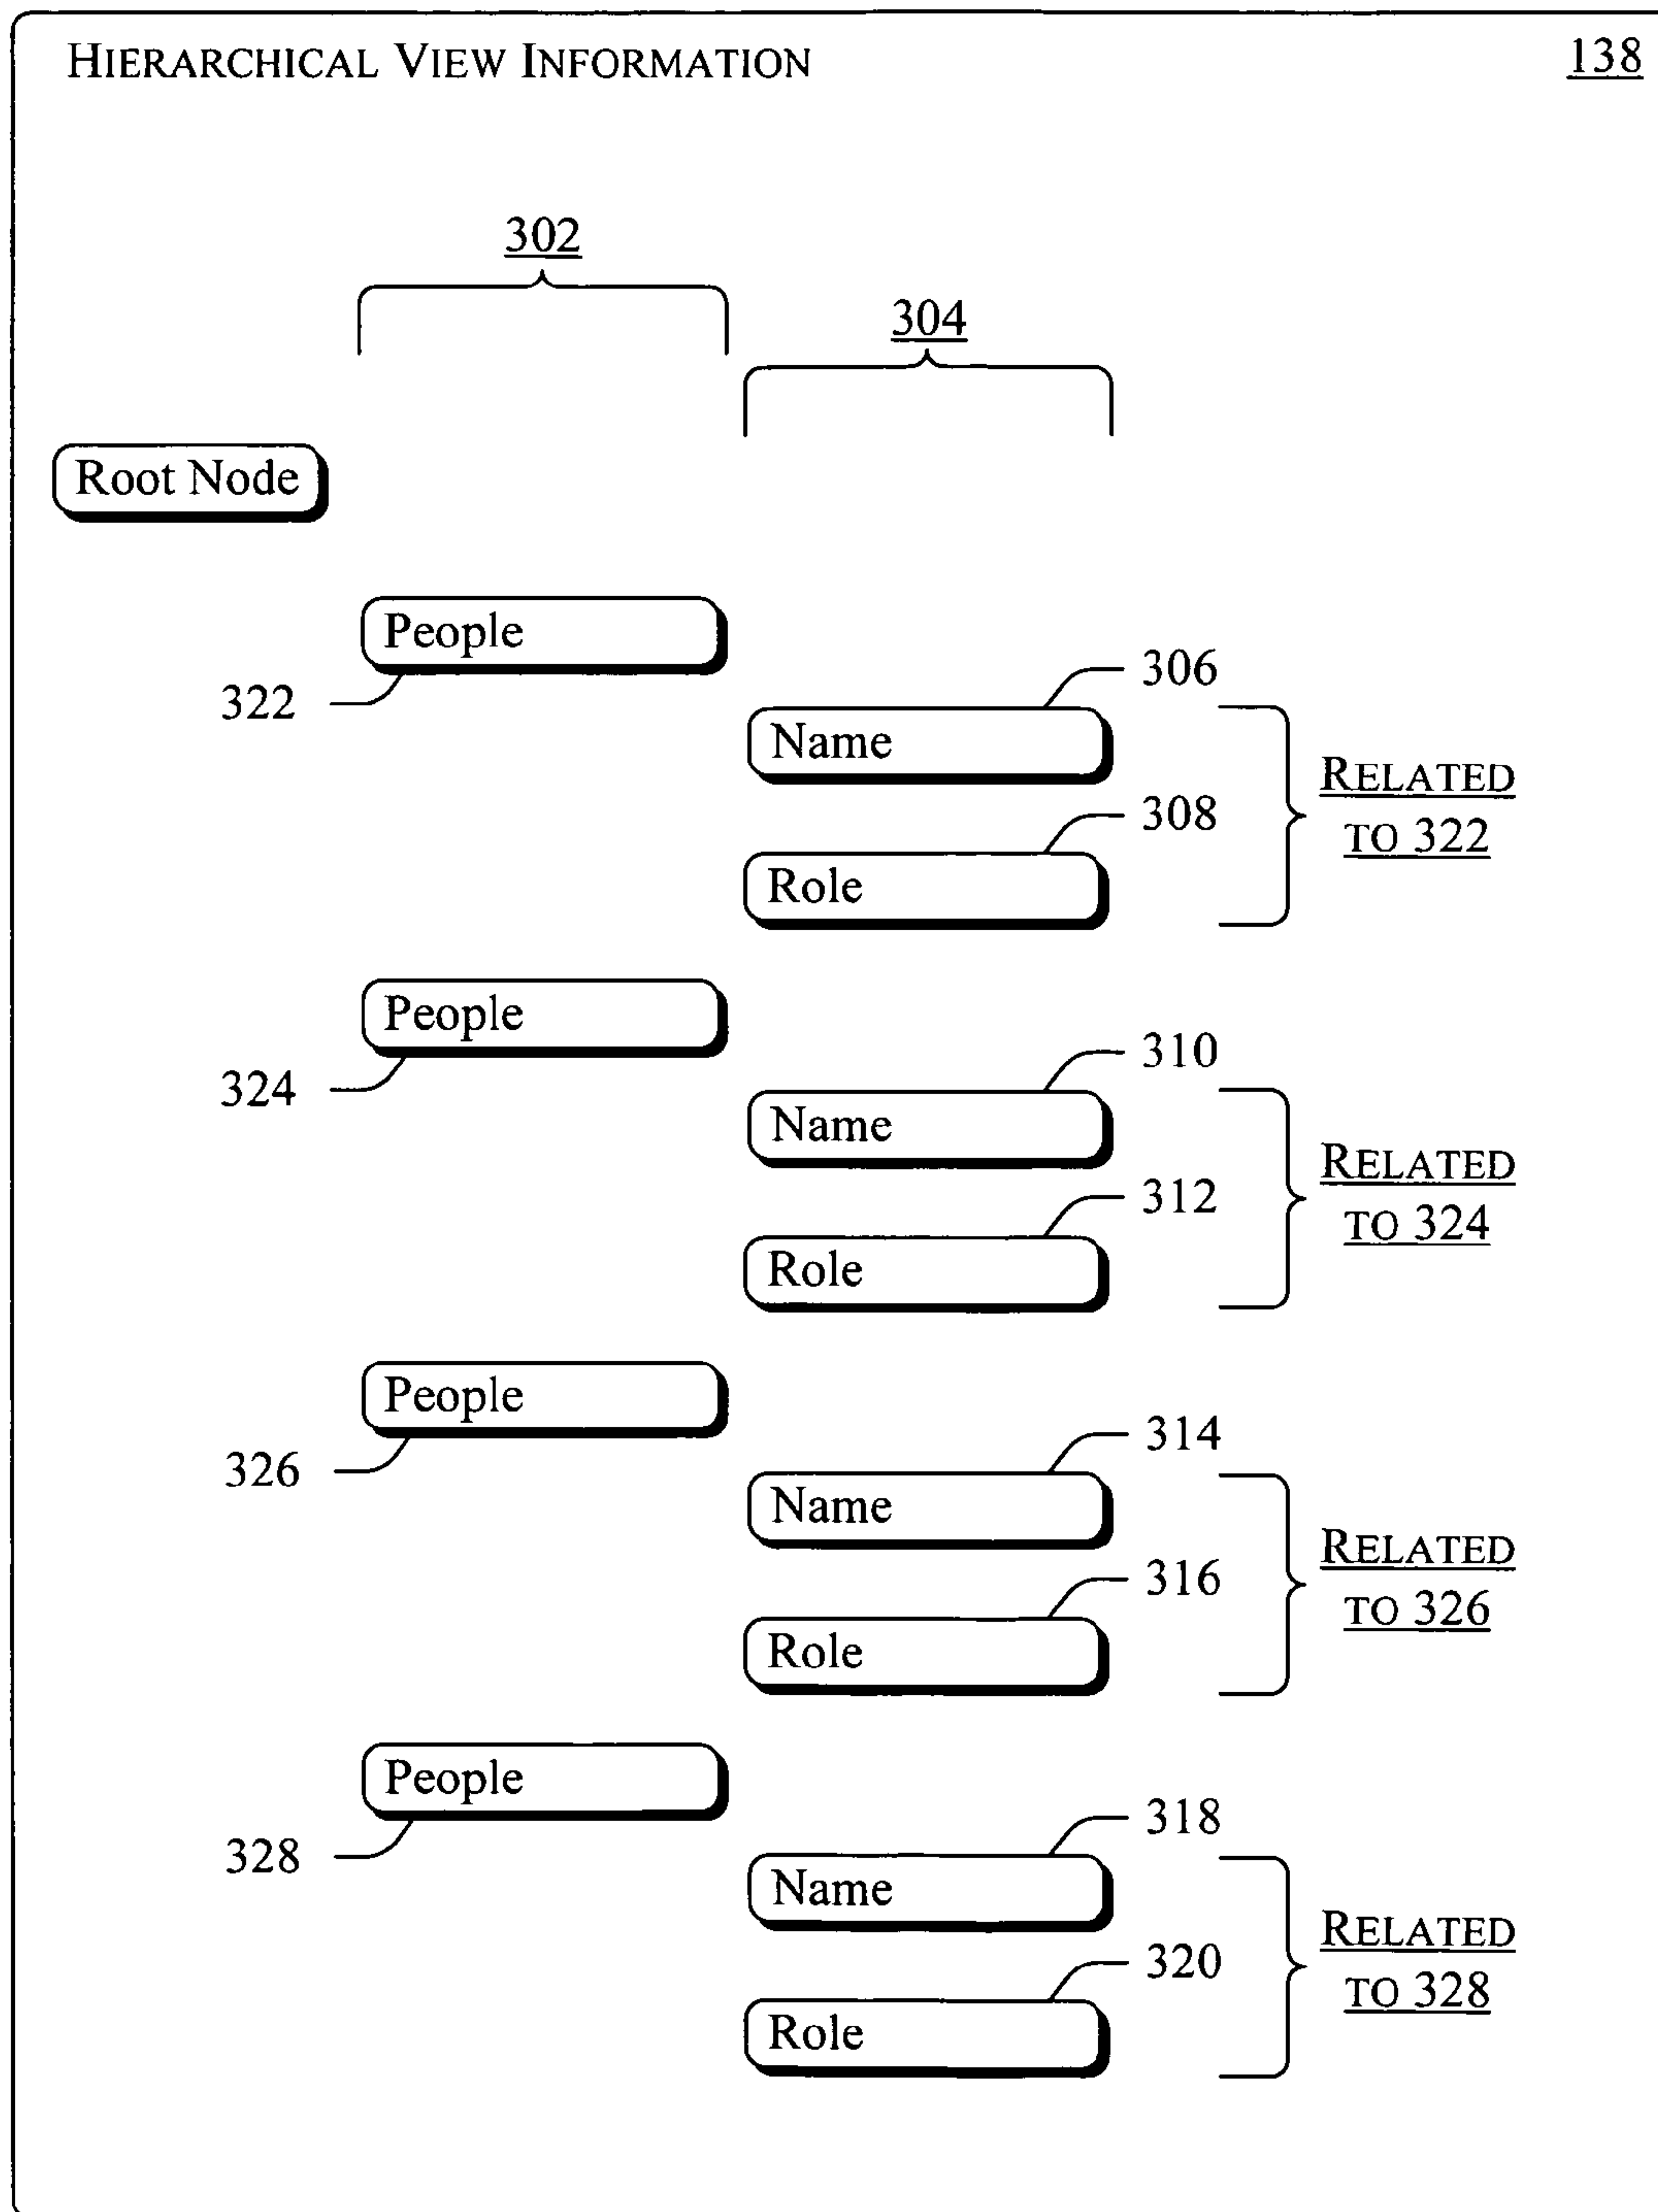 HIERARCHICAL VIEW INFORMATION 138
302
304
Root Node
People
322
306
Name
RELATED
TO 322
308
Role
People
324
310
Name
RELATED
TO 324
312
Role
People
326
314
Name
RELATED
TO 326
316
Role
People
328
318
Name
RELATED
TO 328
320
Role